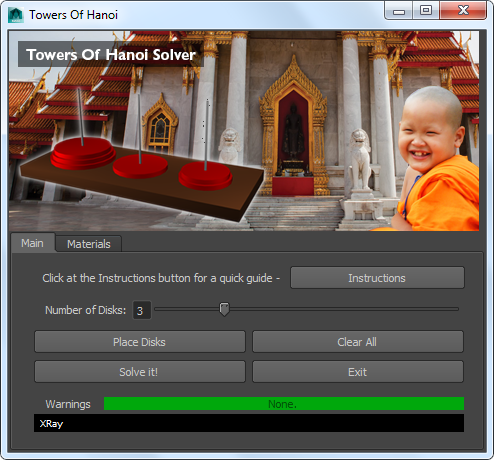 Towers Of Hanoi
Towers Of Hanoi Solver
Main
Materials
Click at the Instructions button for a quick guide -
Instructions
Number of Disks:
3
Place Disks
Clear All
Solve it!
Exit
Warnings
None.
XRay